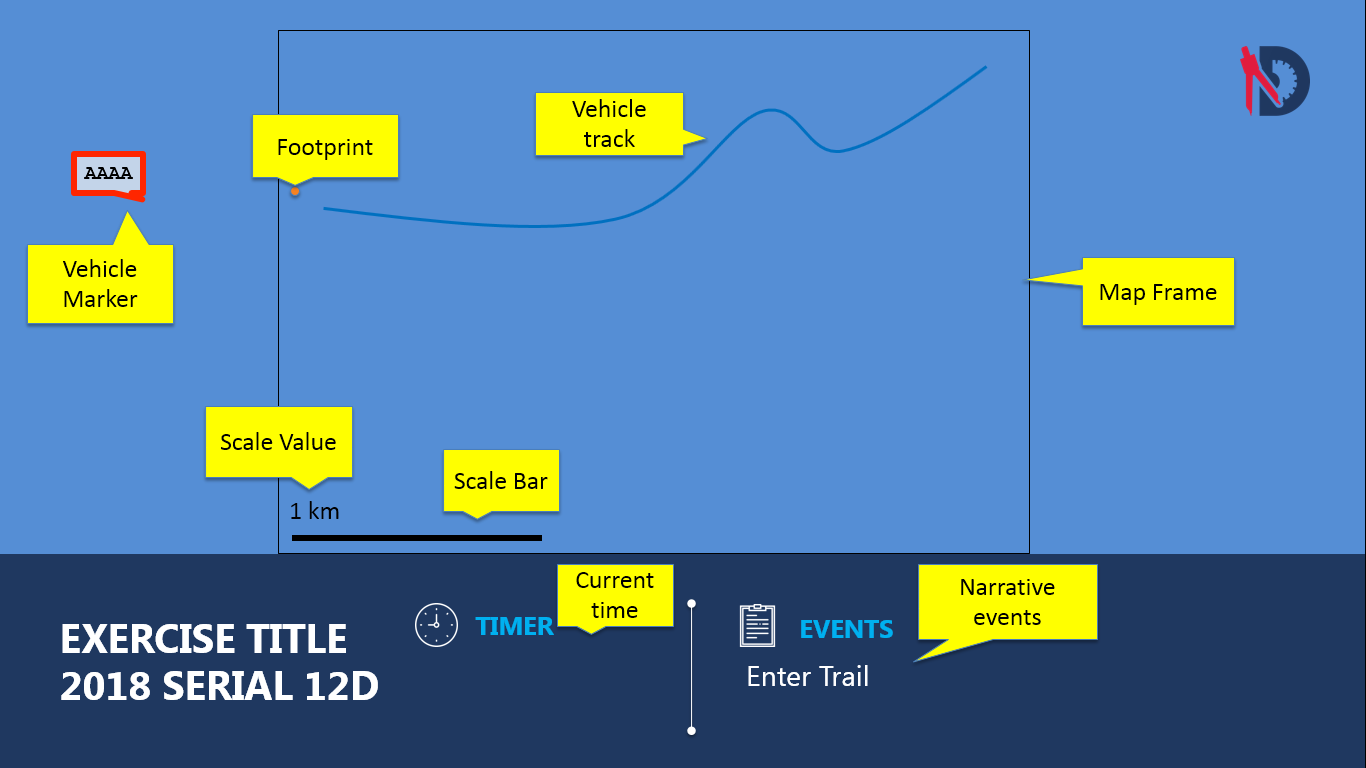 Vehicle
track
Footprint
AAAA
Vehicle
Marker
Map Frame
Scale Value
Scale Bar
1 km
Current
time
Narrative
events
EXERCISE TITLE
2018 SERIAL 12D
TIMER
EVENTS
Enter Trail